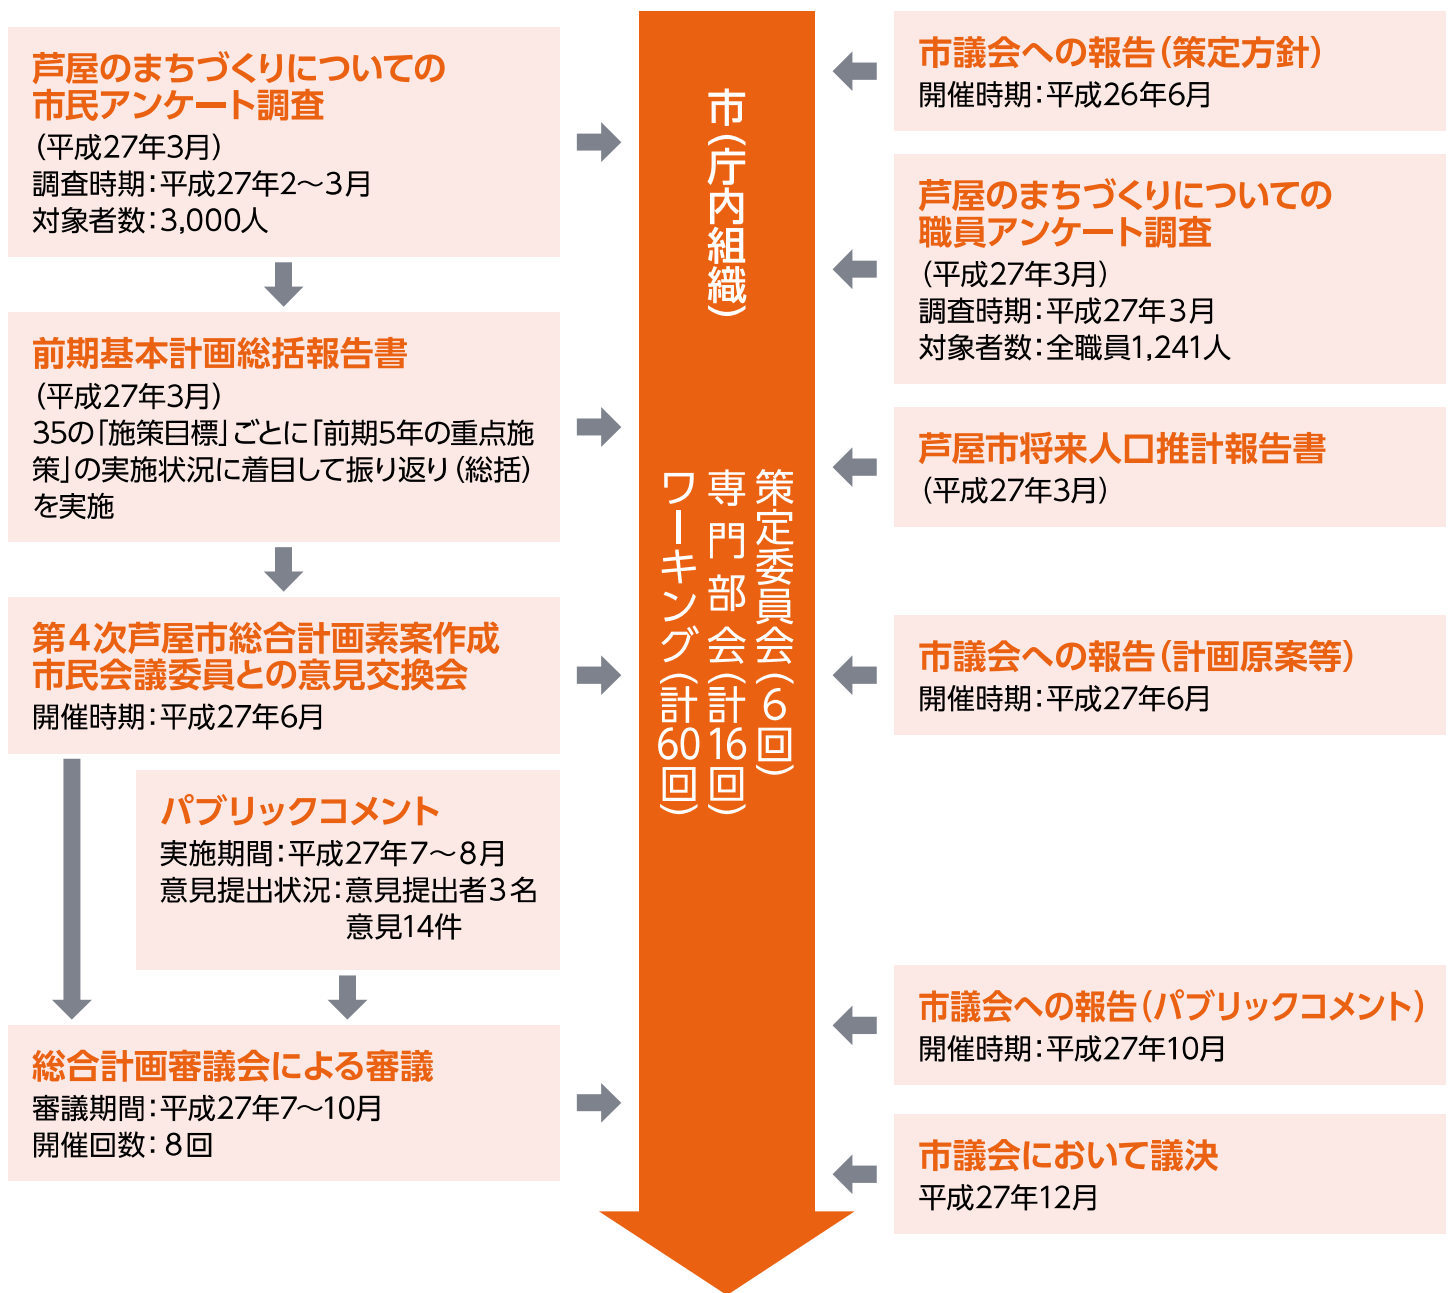 芦屋のまちづくりについての
市民アンケート調査
（平成27年3月）
調査時期：平成27年2～3月
対象者数：3,000人
前期基本計画総括報告書
（平成27年3月）
35の「施策目標」ごとに「前期5年の重点施
策」の実施状況に着目して振り返り（総括）
を実施
第４次芦屋市総合計画素案作成
市民会議委員との意見交換会
開催時期：平成27年6月
パブリックコメント
実施期間：平成27年7～8月
意見提出状況：意見提出者３名
意見14件
総合計画審議会による審議
審議期間：平成27年7～10月
開催回数：８回
市（庁内組織）
策定委員会（６回）
専門部会（計16回）
ワーキング（計60回）
市議会への報告（策定方針）
開催時期：平成26年6月
芦屋のまちづくりについての
職員アンケート調査
（平成27年3月）
調査時期：平成27年３月
対象者数：全職員1,241人
芦屋市将来人口推計報告書
（平成27年3月）
市議会への報告（計画原案等）
開催時期：平成27年6月
市議会への報告（パブリックコメント）
開催時期：平成27年10月
市議会において議決
平成27年12月